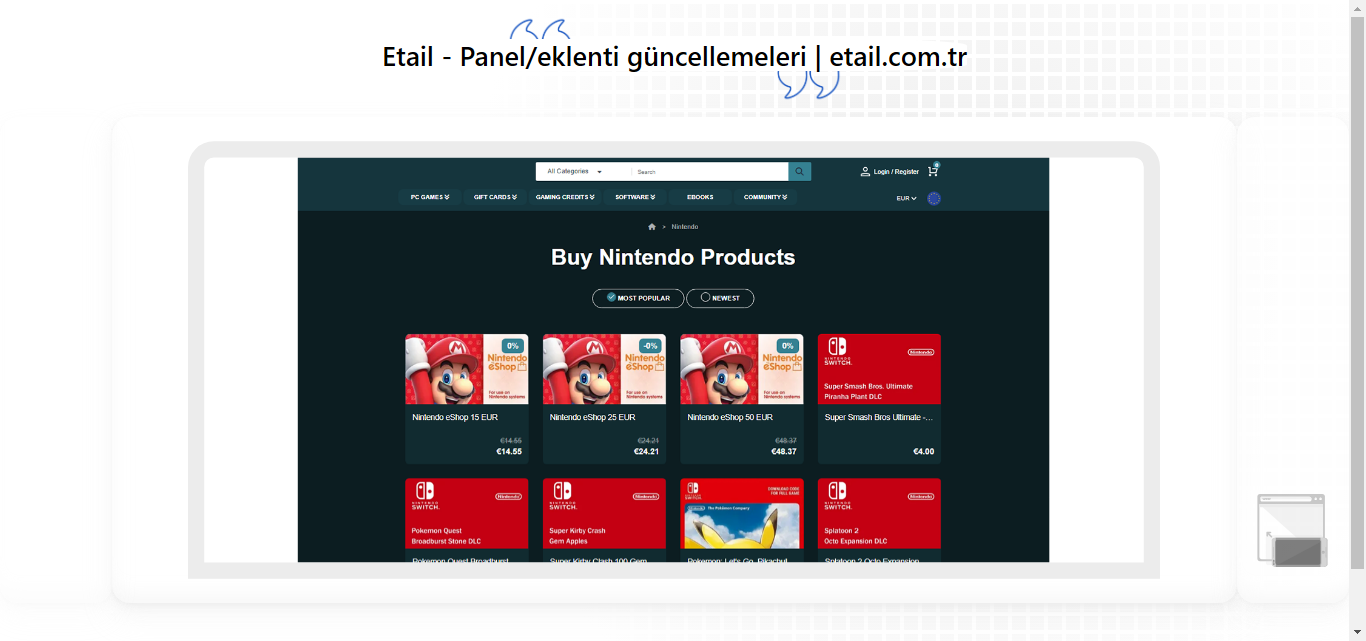 Etail - Panel/eklenti güncellemeleri | etail.com.tr
All Categories
Search
Login / Register
0
PC GAMES
GIFT CARDS
GAMING CREDITS
SOFTWARE
EBOOKS
COMMUNITY
EUR
> Nintendo
Buy Nintendo Products
MOST POPULAR
NEWEST
0%
Nintendo
eShop
For use on
Nintendo systems
Nintendo eShop 15 EUR
€14.55
€14.55
-0%
Nintendo
eShop
For use on
Nintendo systems
Nintendo eShop 25 EUR
€24.21
€24.21
0%
Nintendo
eShop
For use on
Nintendo systems
Nintendo eShop 50 EUR
€48.37
€48.37
NINTENDO
SWITCH.
Nintendo
Super Smash Bros. Ultimate
Piranha Plant DLC
Super Smash Bros Ultimate -...
€4.00
NINTENDO
SWITCH.
Nintendo
Pokemon Quest
Broadburst Stone DLC
Pokemon Quest Broadburst
NINTENDO
SWITCH.
Nintendo
Super Kirby Crash
Gem Apples
Super Kirby Clash 100 Gem
NINTENDO
SWITCH.
DOWNLOAD CODE
FOR FULL GAME
Nintendo
The Pokémon Company
Pokemon: Let's Go, Pikachu!
NINTENDO
SWITCH.
Nintendo
Splatoon 2
Octo Expansion DLC
Splatoon 2 Octo Expansion